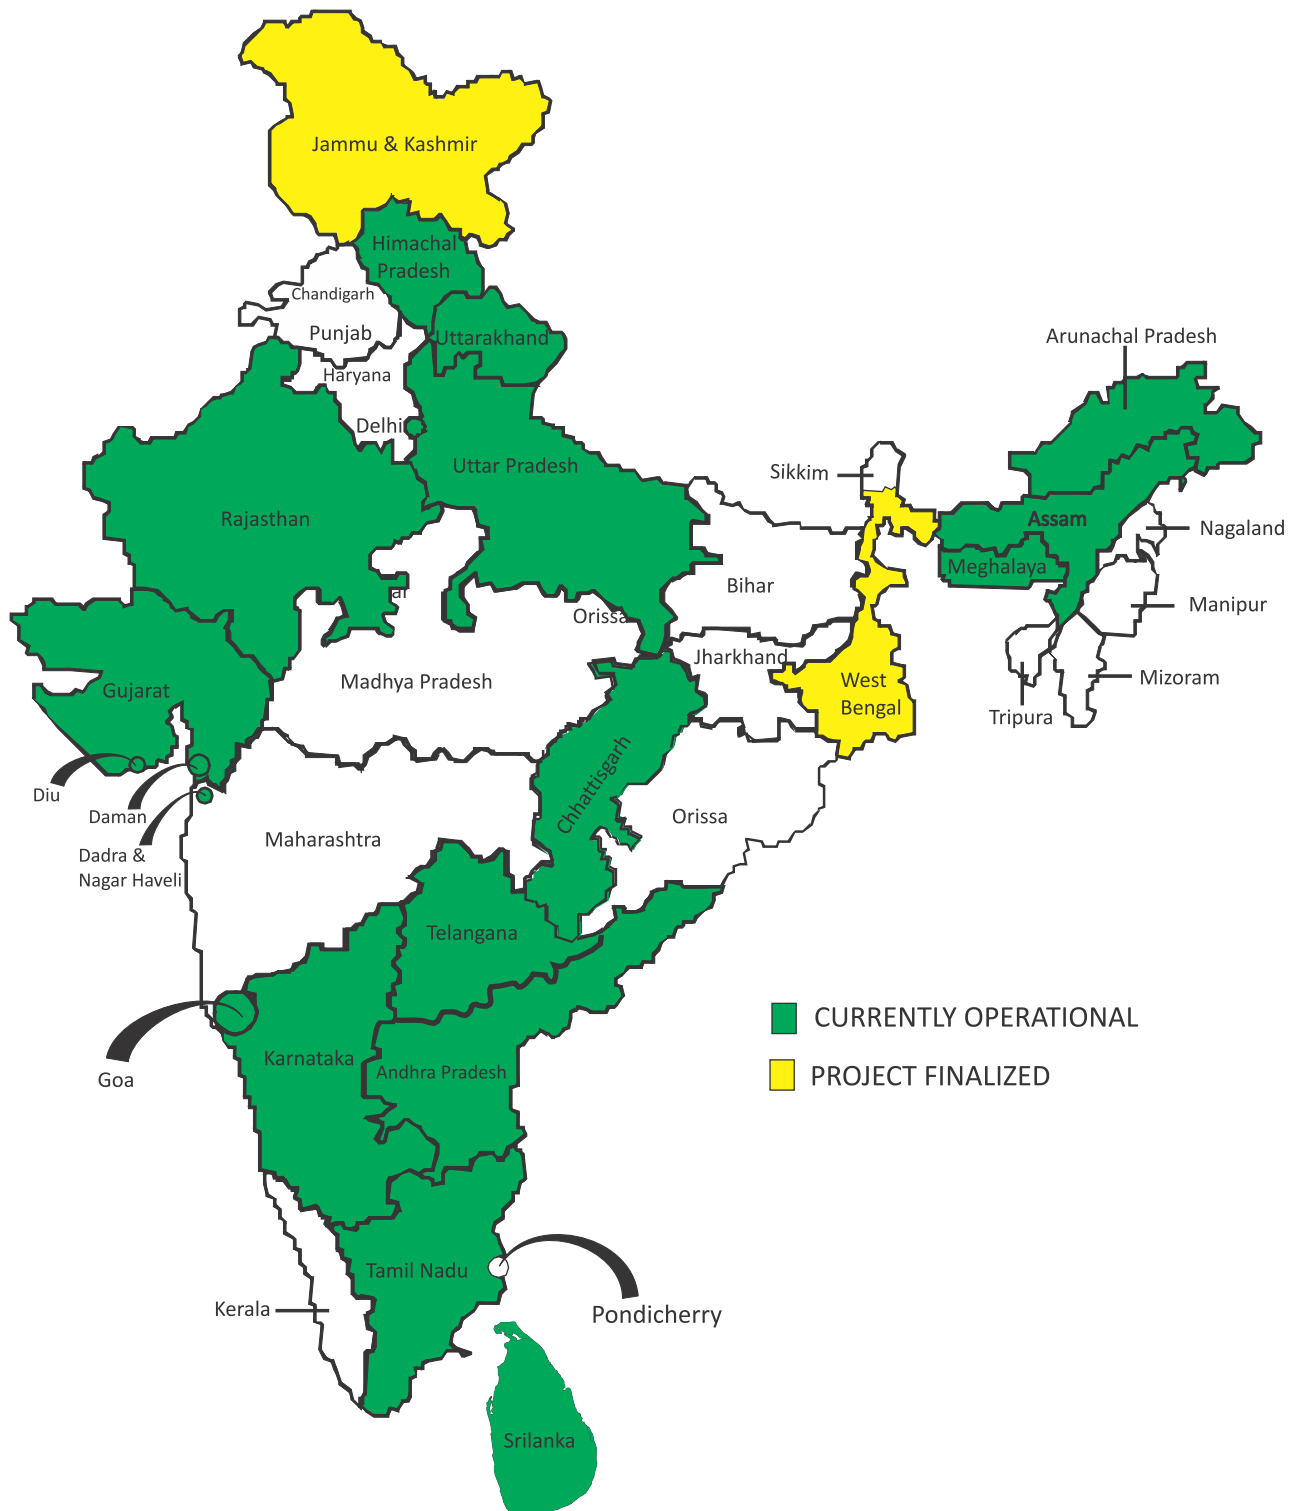 Jammu & Kashmir
Himachal
Pradesh
Chandigarh
Punjab
Uttarakhand
Haryana
Arunachal Pradesh
Delhi
Uttar Pradesh
Sikkim
Rajasthan
Assam
Nagaland
Meghalaya
Bihar
Manipur
Orissa
Jharkhand
Madhya Pradesh
Gujarat
West
Bengal
Mizoram
Tripura
Diu
Daman
Chhattisgarh
Orissa
Maharashtra
Dadra &
Nagar Haveli
Telangana
CURRENTLY OPERATIONAL
Karnataka
Andhra Pradesh
PROJECT FINALIZED
Goa
Tamil Nadu
Kerala
Pondicherry
Srilanka